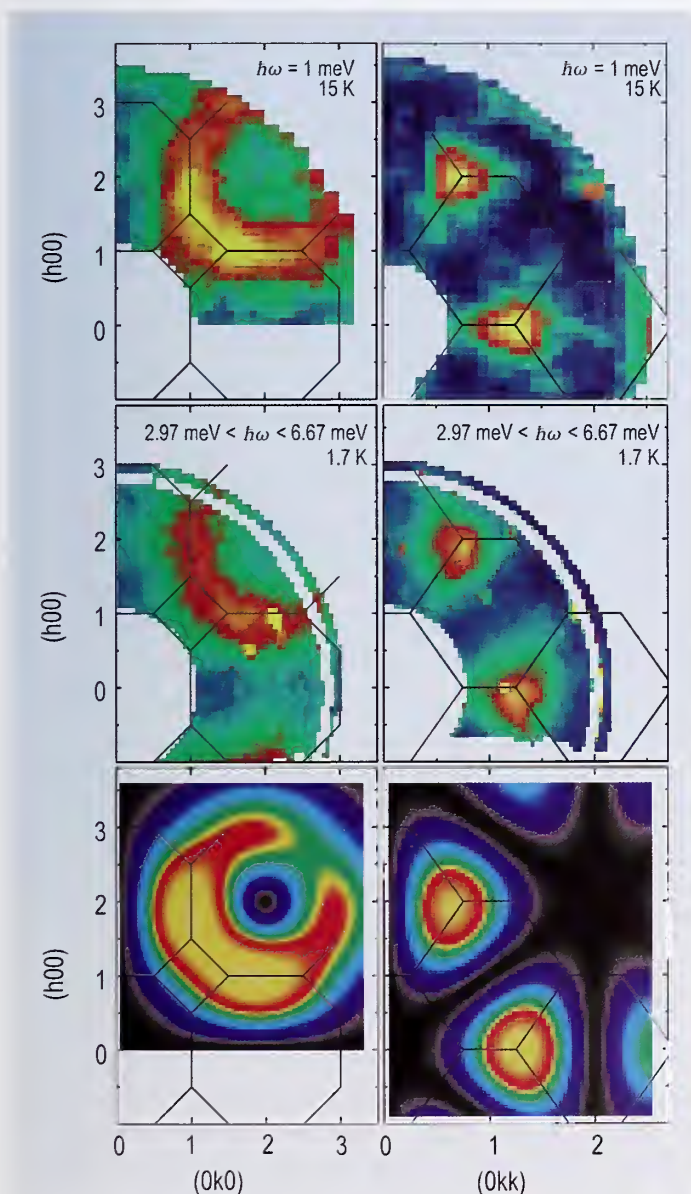 ħω = 1 meV
15 K
ħω = 1 meV
15 K
3
2
1
0
(h00)
2.97 meV < ħω < 6.67 meV
1.7 K
2.97 meV < ħω < 6.67 meV
1.7 K
3
2
1
0
(h00)
3
2
1
0
(h00)
0 1 2 3
0 1 2
(0k0)
(0kk)